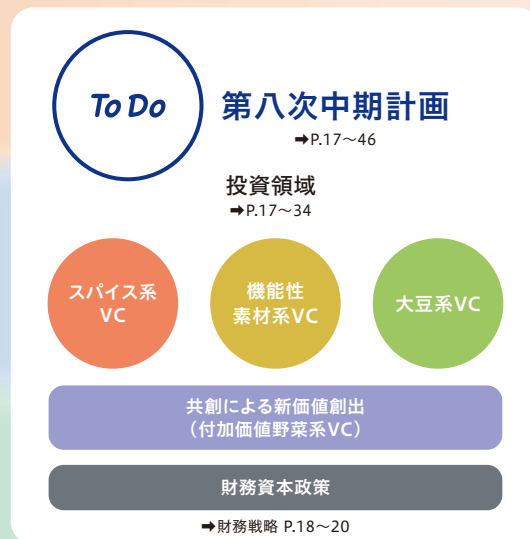 To Do
第八次中期計画
➡P.17〜46
投資領域
➡P.17〜34
スパイス系
VC
機能性
素材系VC
大豆系VC
共創による新価値創出
（付加価値野菜系VC）
財務資本政策
➡財務戦略 P.18〜20